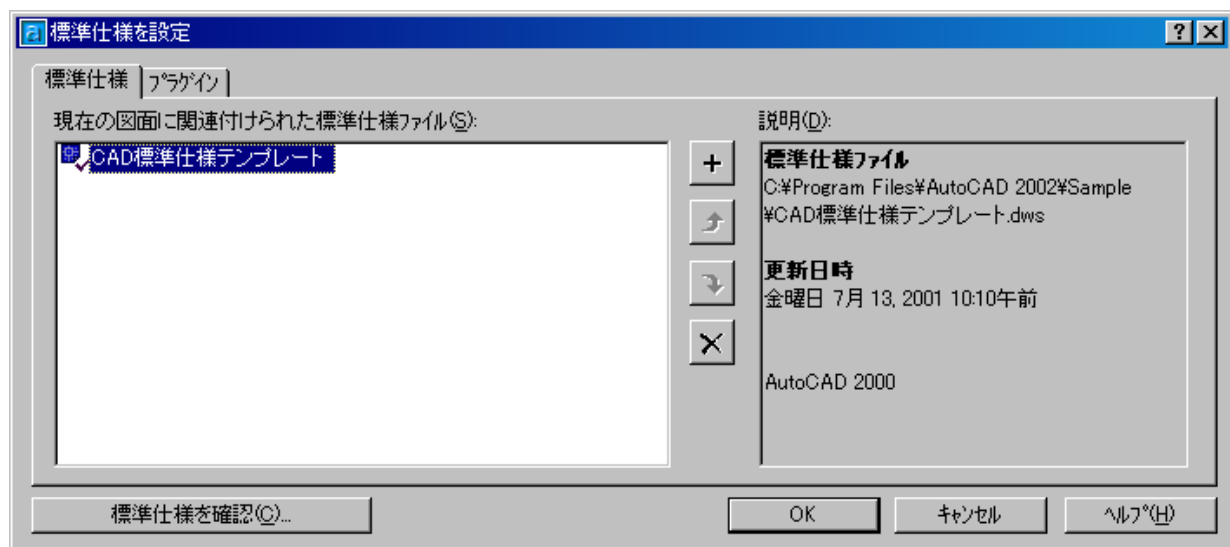 標準仕様を設定
標準仕様
プラグイン
現在の図面に関連付けられた標準仕様ファイル(S):
CAD標準仕様テンプレート
説明(D):
標準仕様ファイル
C:¥Program Files¥AutoCAD 2002¥Sample
¥CAD標準仕様テンプレート.dws
更新日時
金曜日 7月 13, 2001 10:10午前
AutoCAD 2000
標準仕様を確認(C)...
OK
キャンセル
ヘルプ(H)